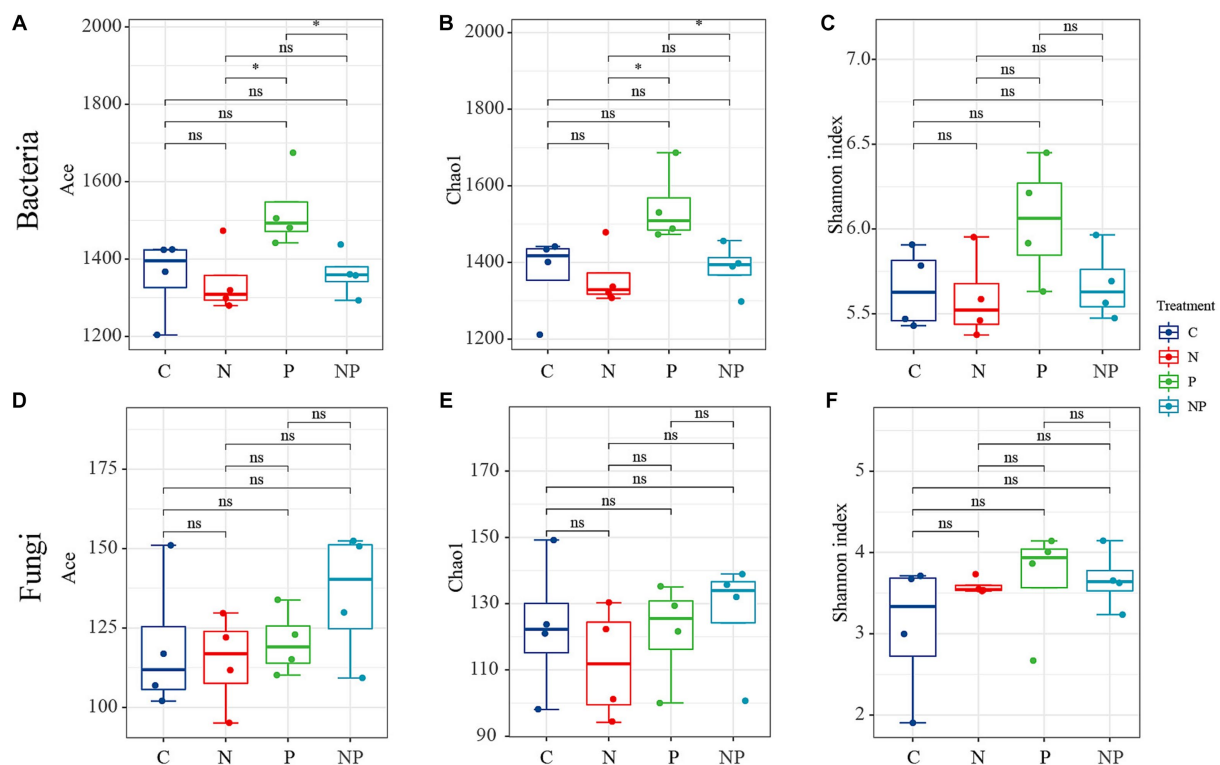 A
Bacteria
Ace
2000
1800
1600
1400
1200
*
ns
*
ns
ns
ns
C N P NP
B
Chao1
2000
1800
1600
1400
1200
*
ns
*
ns
ns
ns
C N P NP
C
Shannon index
7.0
6.5
6.0
5.5
ns
ns
ns
ns
ns
ns
C N P NP
Treatment
C
N
P
NP
D
Fungi
Ace
175
150
125
100
ns
ns
ns
ns
ns
ns
C N P NP
E
Chao1
170
150
130
110
90
ns
ns
ns
ns
ns
ns
C N P NP
F
Shannon index
5
4
3
2
ns
ns
ns
ns
ns
ns
C N P NP